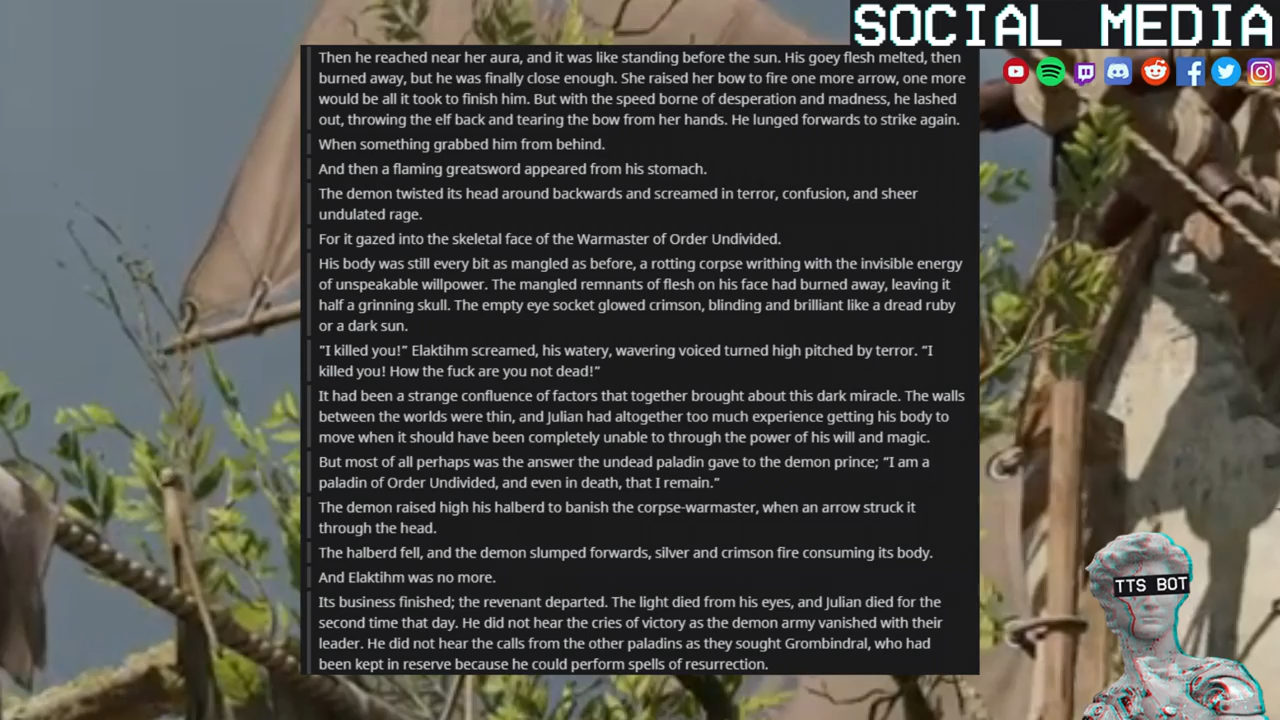 SOCIAL MEDIA
Then he reached near her aura, and it was like standing before the sun. His goey flesh melted, then
burned away, but he was finally close enough. She raised her bow to fire one more arrow, one more
would be all it took to finish him. But with the speed borne of desperation and madness, he lashed
out, throwing the elf back and tearing the bow from her hands. He lunged forwards to strike again.
When something grabbed him from behind.
And then a flaming greatsword appeared from his stomach.
The demon twisted its head around backwards and screamed in terror, confusion, and sheer
undulated rage.
For it gazed into the skeletal face of the Warmaster of Order Undivided.
His body was still every bit as mangled as before, a rotting corpse writhing with the invisible energy
of unspeakable willpower. The mangled remnants of flesh on his face had burned away, leaving it
half a grinning skull. The empty eye socket glowed crimson, blinding and brilliant like a dread ruby
or a dark sun.
"I killed you!" Elaktihm screamed, his watery, wavering voiced turned high pitched by terror. "I
killed you! How the fuck are you not dead!"
It had been a strange confluence of factors that together brought about this dark miracle. The walls
between the worlds were thin, and Julian had altogether too much experience getting his body to
move when it should have been completely unable to through the power of his will and magic.
But most of all perhaps was the answer the undead paladin gave to the demon prince; "I am a
paladin of Order Undivided, and even in death, that I remain."
The demon raised high his halberd to banish the corpse-warmaster, when an arrow struck it
through the head.
The halberd fell, and the demon slumped forwards, silver and crimson fire consuming its body.
And Elaktihm was no more.
Its business finished; the revenant departed. The light died from his eyes, and Julian died for the
second time that day. He did not hear the cries of victory as the demon army vanished with their
leader. He did not hear the calls from the other paladins as they sought Grombindral, who had
been kept in reserve because he could perform spells of resurrection.
TTS BOT